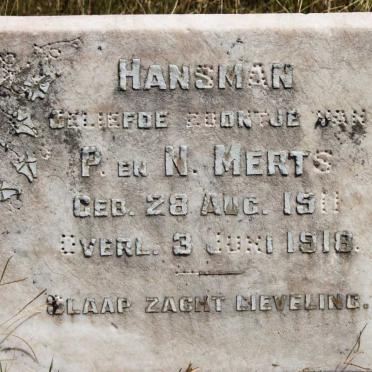 HANSMAN
GELIEFDE ZOONTJE VAN
P. EN N. MERTS
GEB. 28 AUG. 1911
OVERL. 3 JUNI 1918.
SLAAP ZACHT LIEVELING.